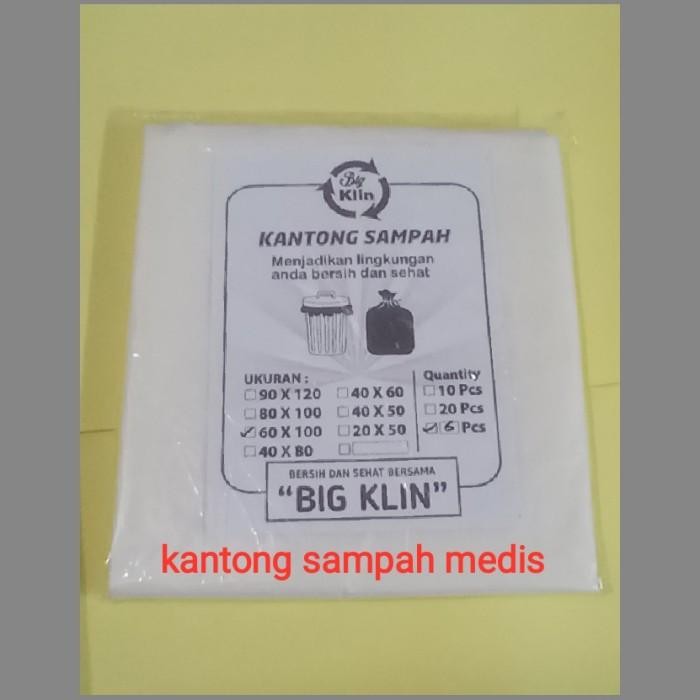 Big
Klin
KANTONG SAMPAH
Menjadikan lingkungan
anda bersih dan sehat
UKURAN :
90 X 120
80 X 100
60 X 100
40 X 80
40 X 60
40 X 50
20 X 50
Quantity
10 Pcs
20 Pcs
6 Pcs
BERSIH DAN SEHAT BERSAMA
“BIG KLIN”
kantong sampah medis